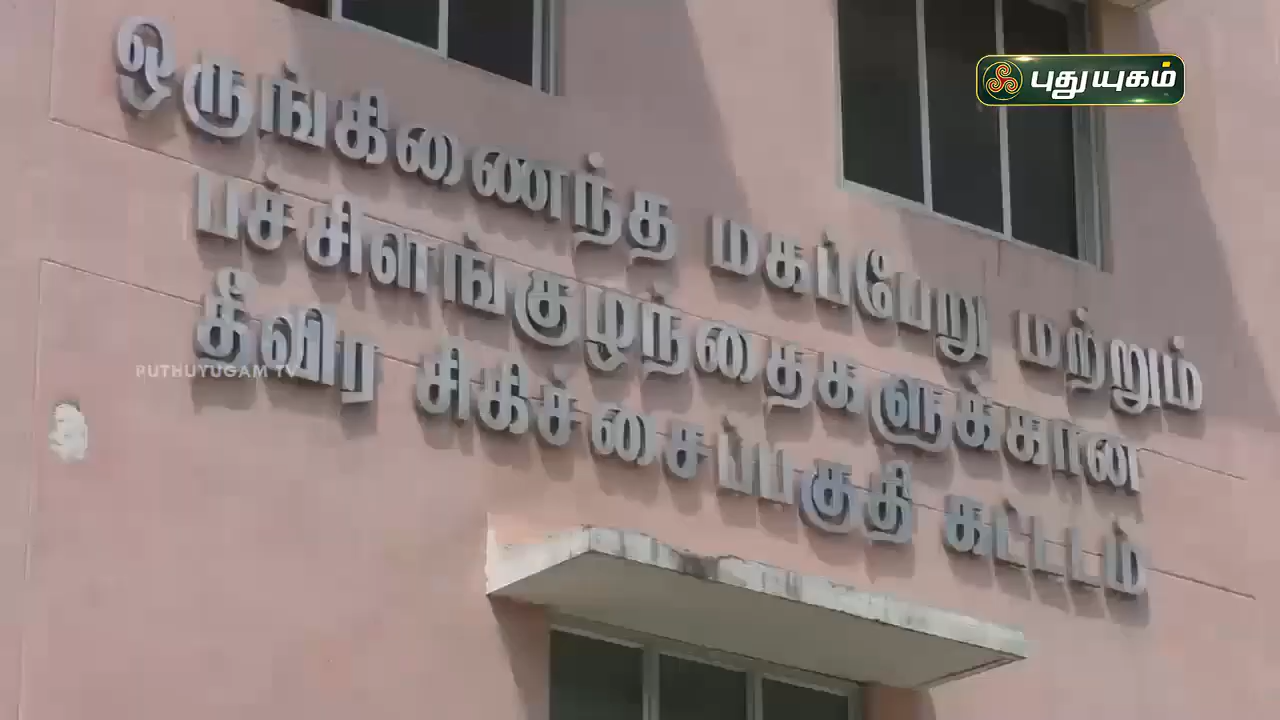 புதுயுகம்
ஒருங்கிணைந்த மகப்பேறு மற்றும்
பச்சிளங்குழந்தைகளுக்கான
தீவிர சிகிச்சைப்பகுதி கட்டடம்
PUTHUYUGAM TV